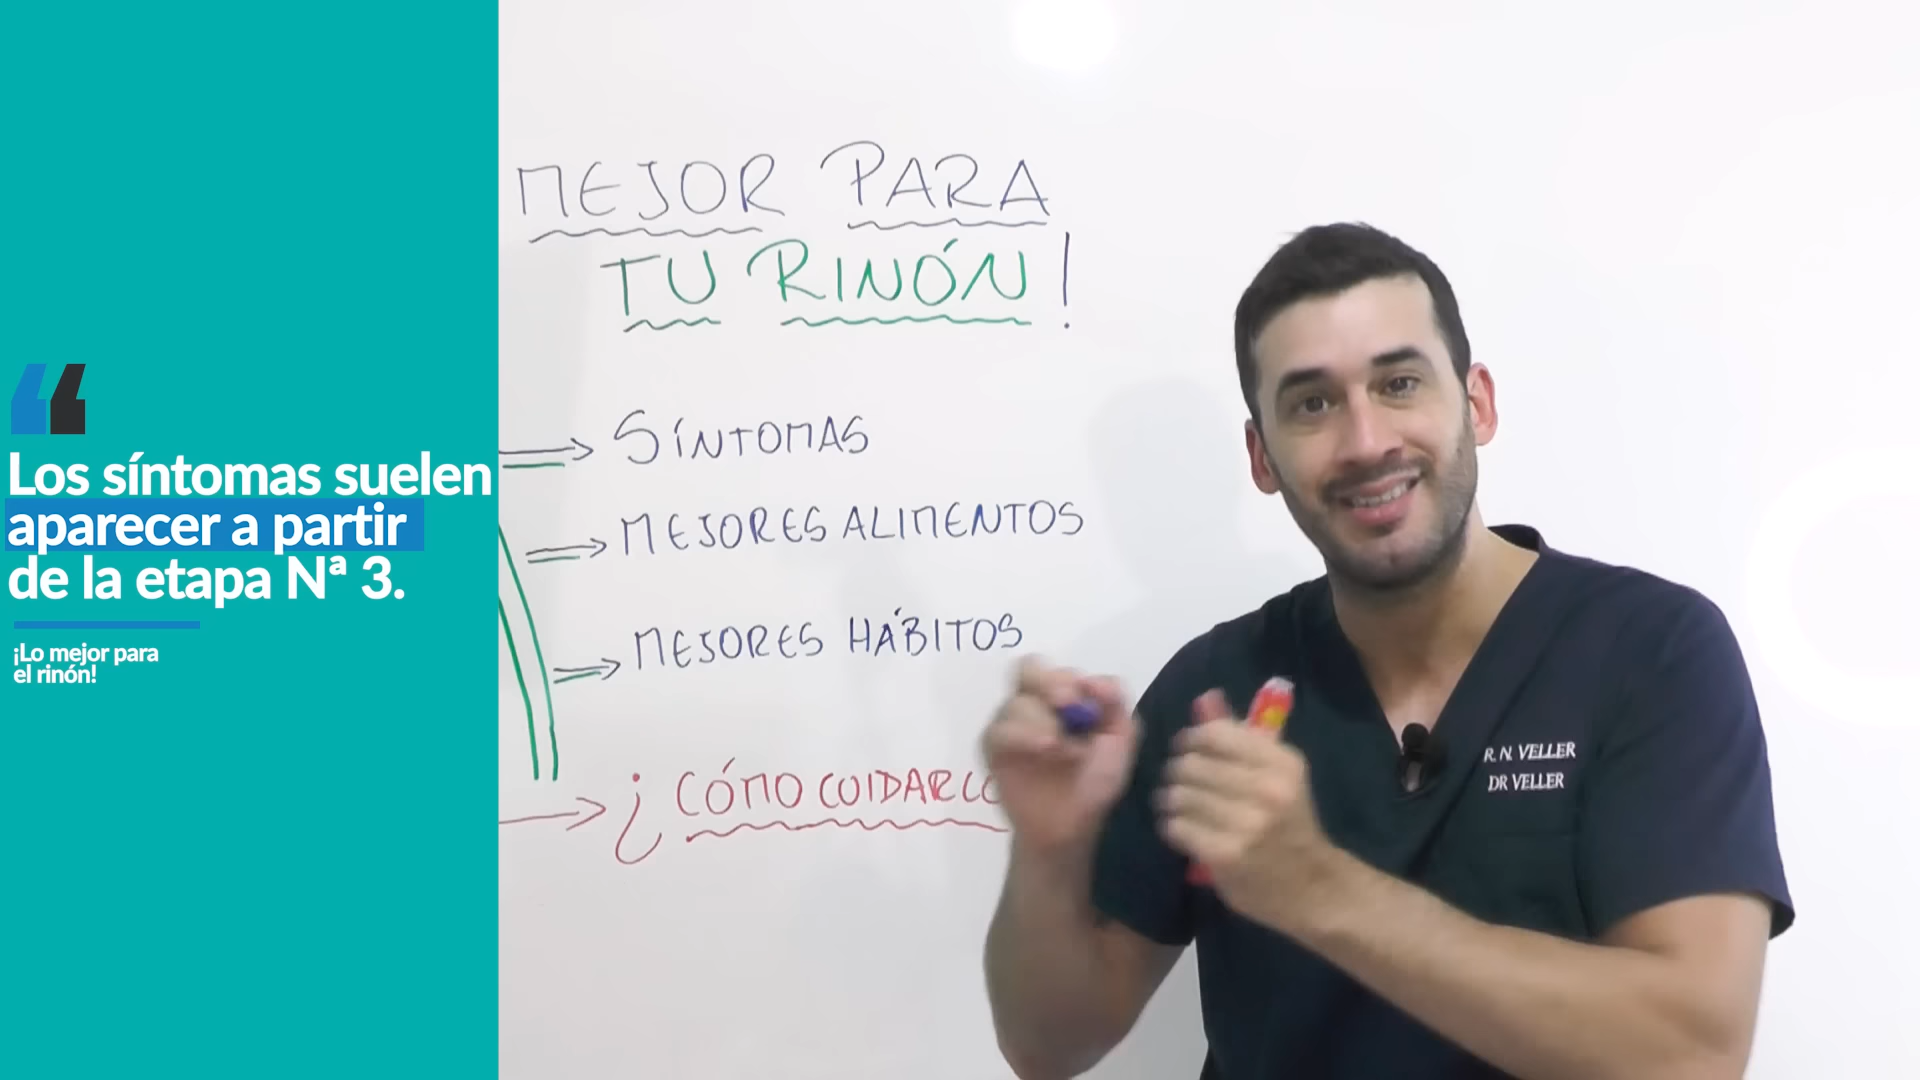 Los síntomas suelen
aparecer a partir
de la etapa Nª 3.
¡Lo mejor para
el rinón!
MEJOR PARA
TU RINÓN!
SÍNTOMAS
MEJORES ALIMENTOS
MEJORES HÁBITOS
¿CÓMO CUIDARLO
R. N. VELLER
DR VELLER